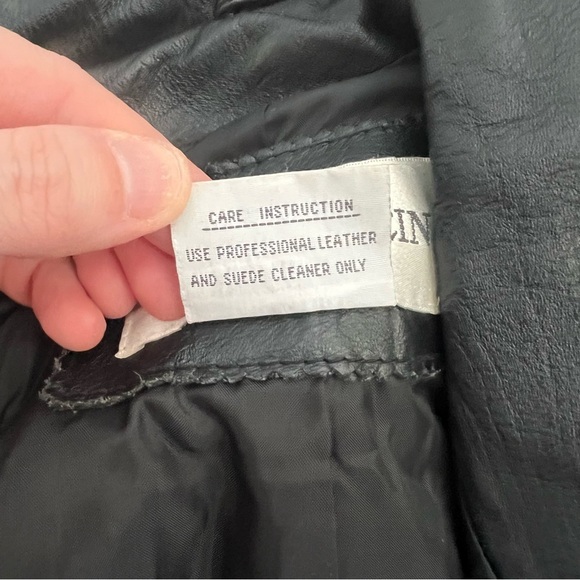 CARE INSTRUCTION
USE PROFESSIONAL LEATHER
AND SUEDE CLEANER ONLY